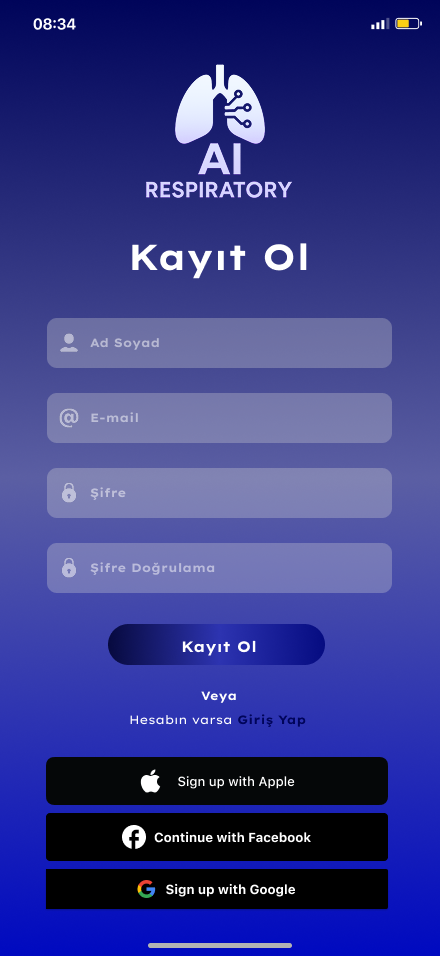 08:34
AI
RESPIRATORY
Kayıt Ol
Ad Soyad
@ E-mail
Şifre
Şifre Doğrulama
Kayıt Ol
Veya
Hesabın varsa Giriş Yap
Sign up with Apple
Continue with Facebook
Sign up with Google